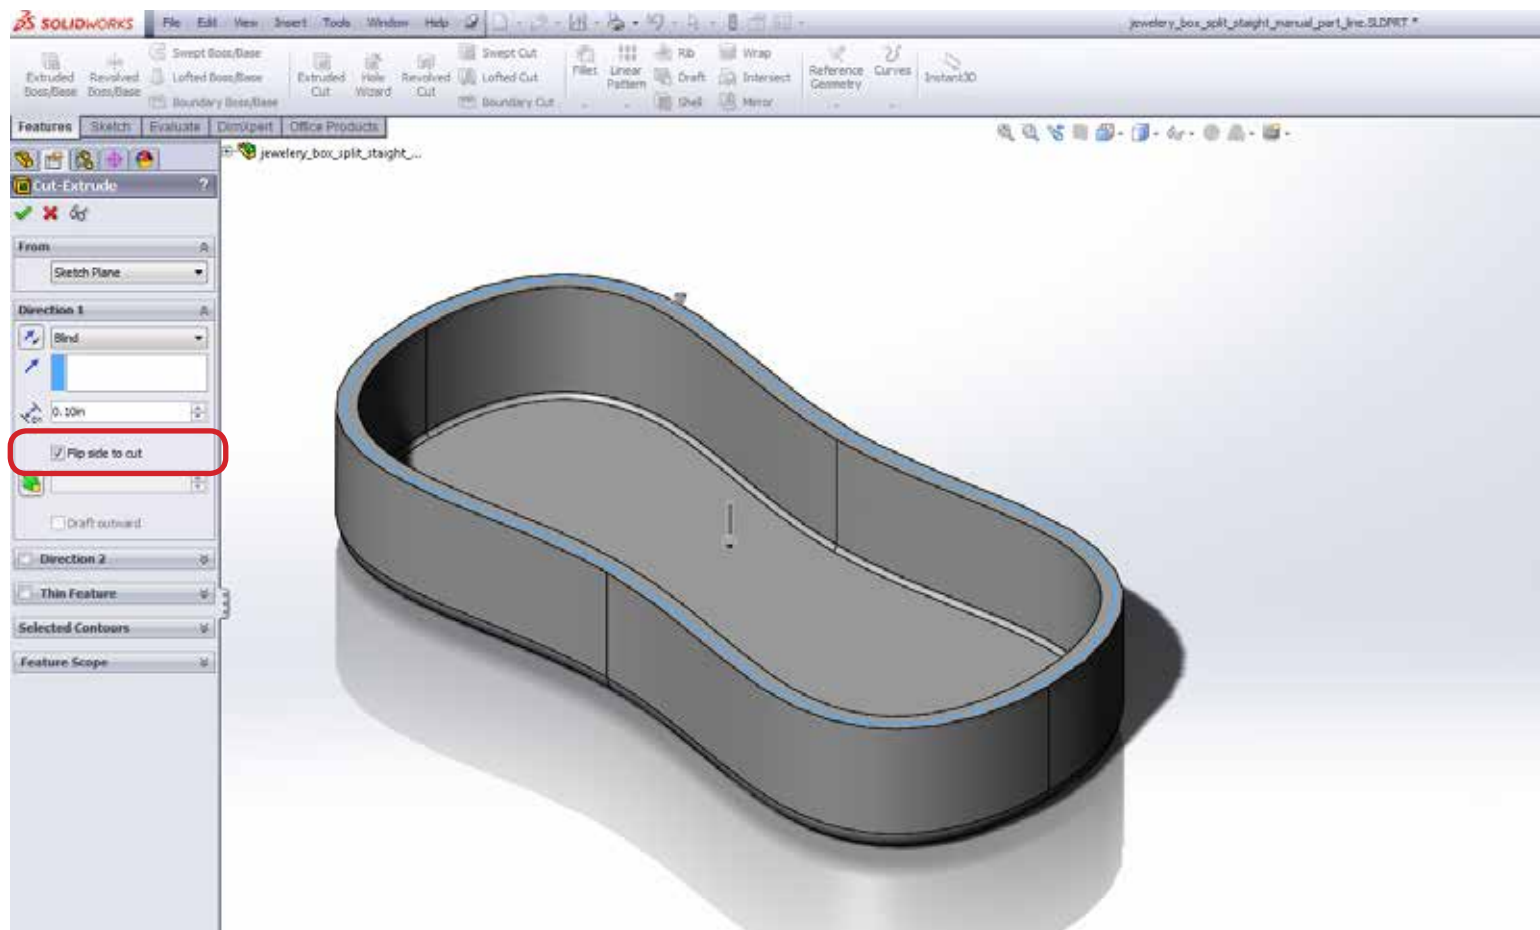 SOLIDWORKS File Edit View Insert Tools Window Help
jewelery_box_split_staight_manual_part_line.SLDPRT *
Extruded Boss/Base
Revolved Boss/Base
Swept Boss/Base
Lofted Boss/Base
Boundary Boss/Base
Extruded Cut
Hole Wizard
Revolved Cut
Swept Cut
Lofted Cut
Boundary Cut
Fillet
Linear Pattern
Rib
Draft
Shell
Wrap
Intersect
Mirror
Reference Geometry
Curves
Instant3D
Features Sketch Evaluate DimXpert Office Products
jewelery_box_split_staight_...
Cut-Extrude ?
From
Sketch Plane
Direction 1
Blind
0.10in
Flip side to cut
Draft outward
Direction 2
Thin Feature
Selected Contours
Feature Scope